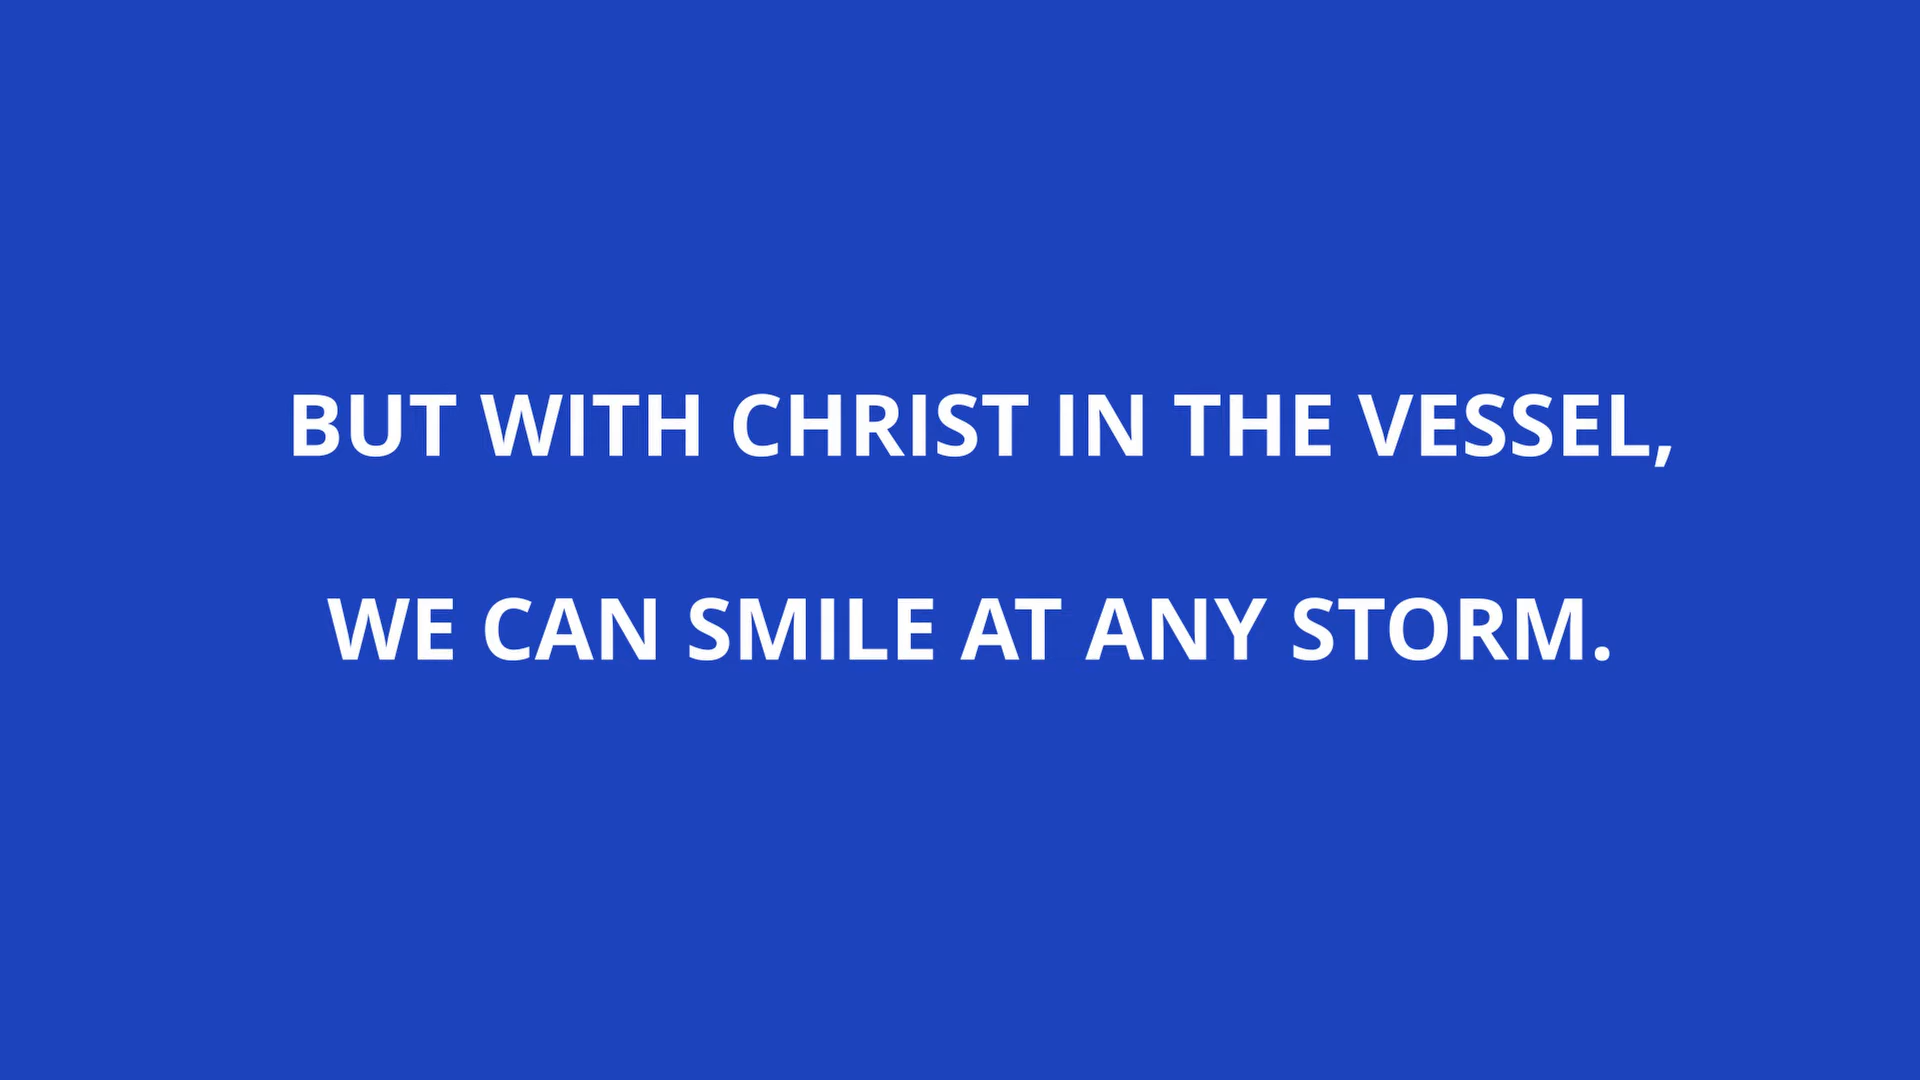 BUT WITH CHRIST IN THE VESSEL,
WE CAN SMILE AT ANY STORM.